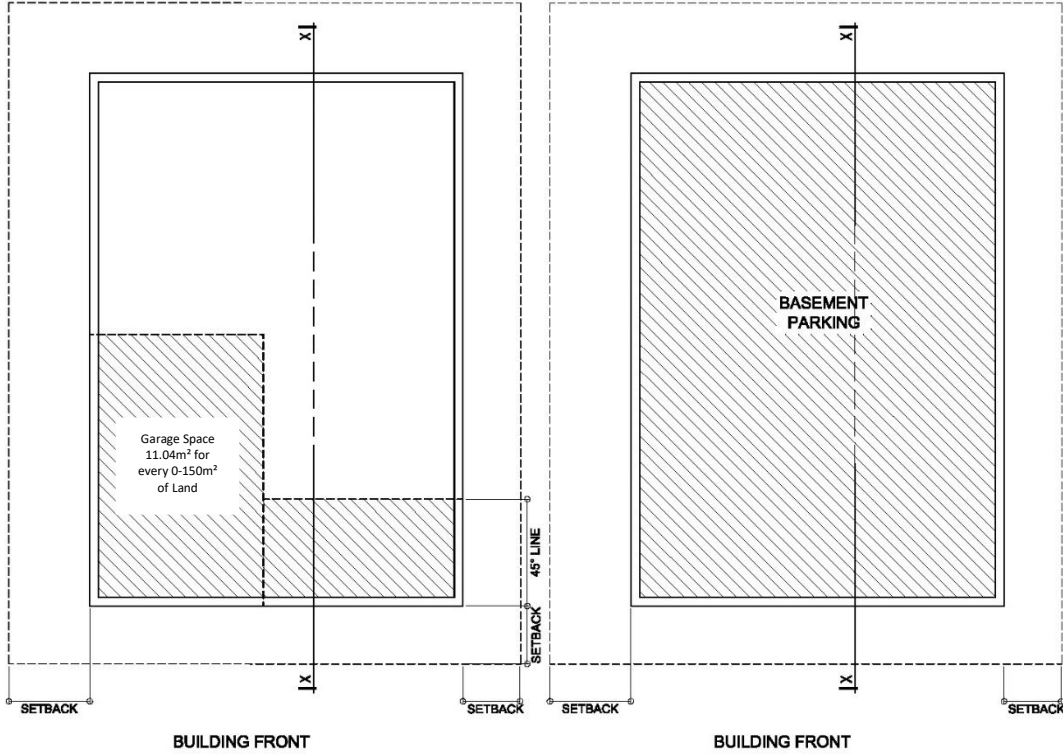 X
X
Garage Space
11.04m² for
every 0-150m²
of Land
45° LINE
SETBACK
X
SETBACK
SETBACK
BUILDING FRONT
BASEMENT
PARKING
X
SETBACK
SETBACK
BUILDING FRONT